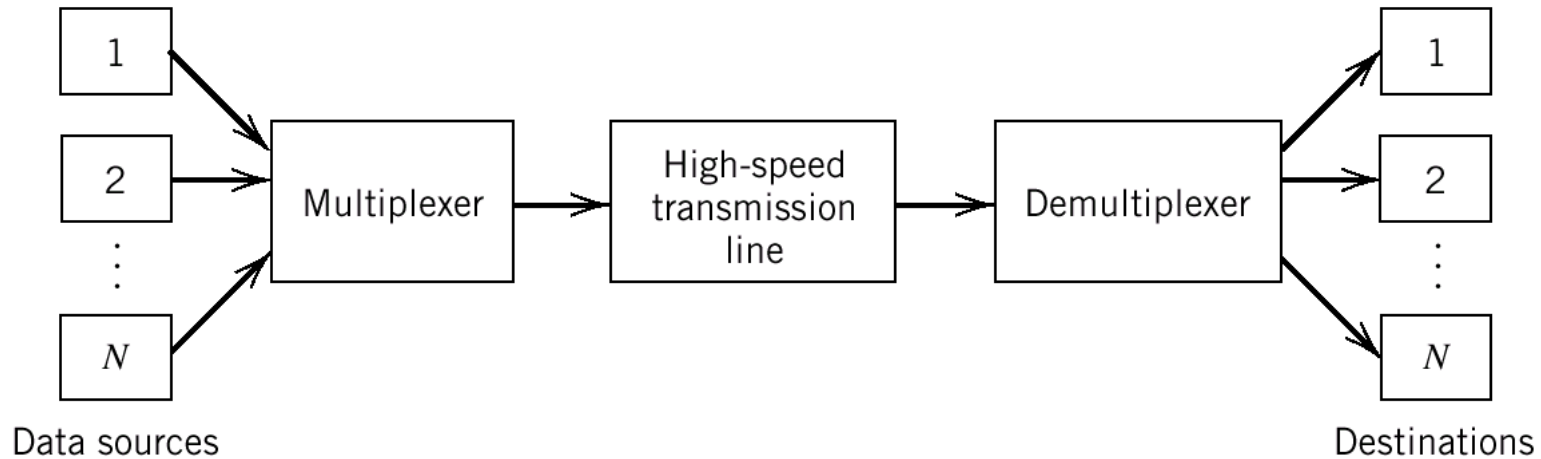 1
2
⋮
N
Data sources
Multiplexer
High-speed
transmission
line
Demultiplexer
1
2
⋮
N
Destinations